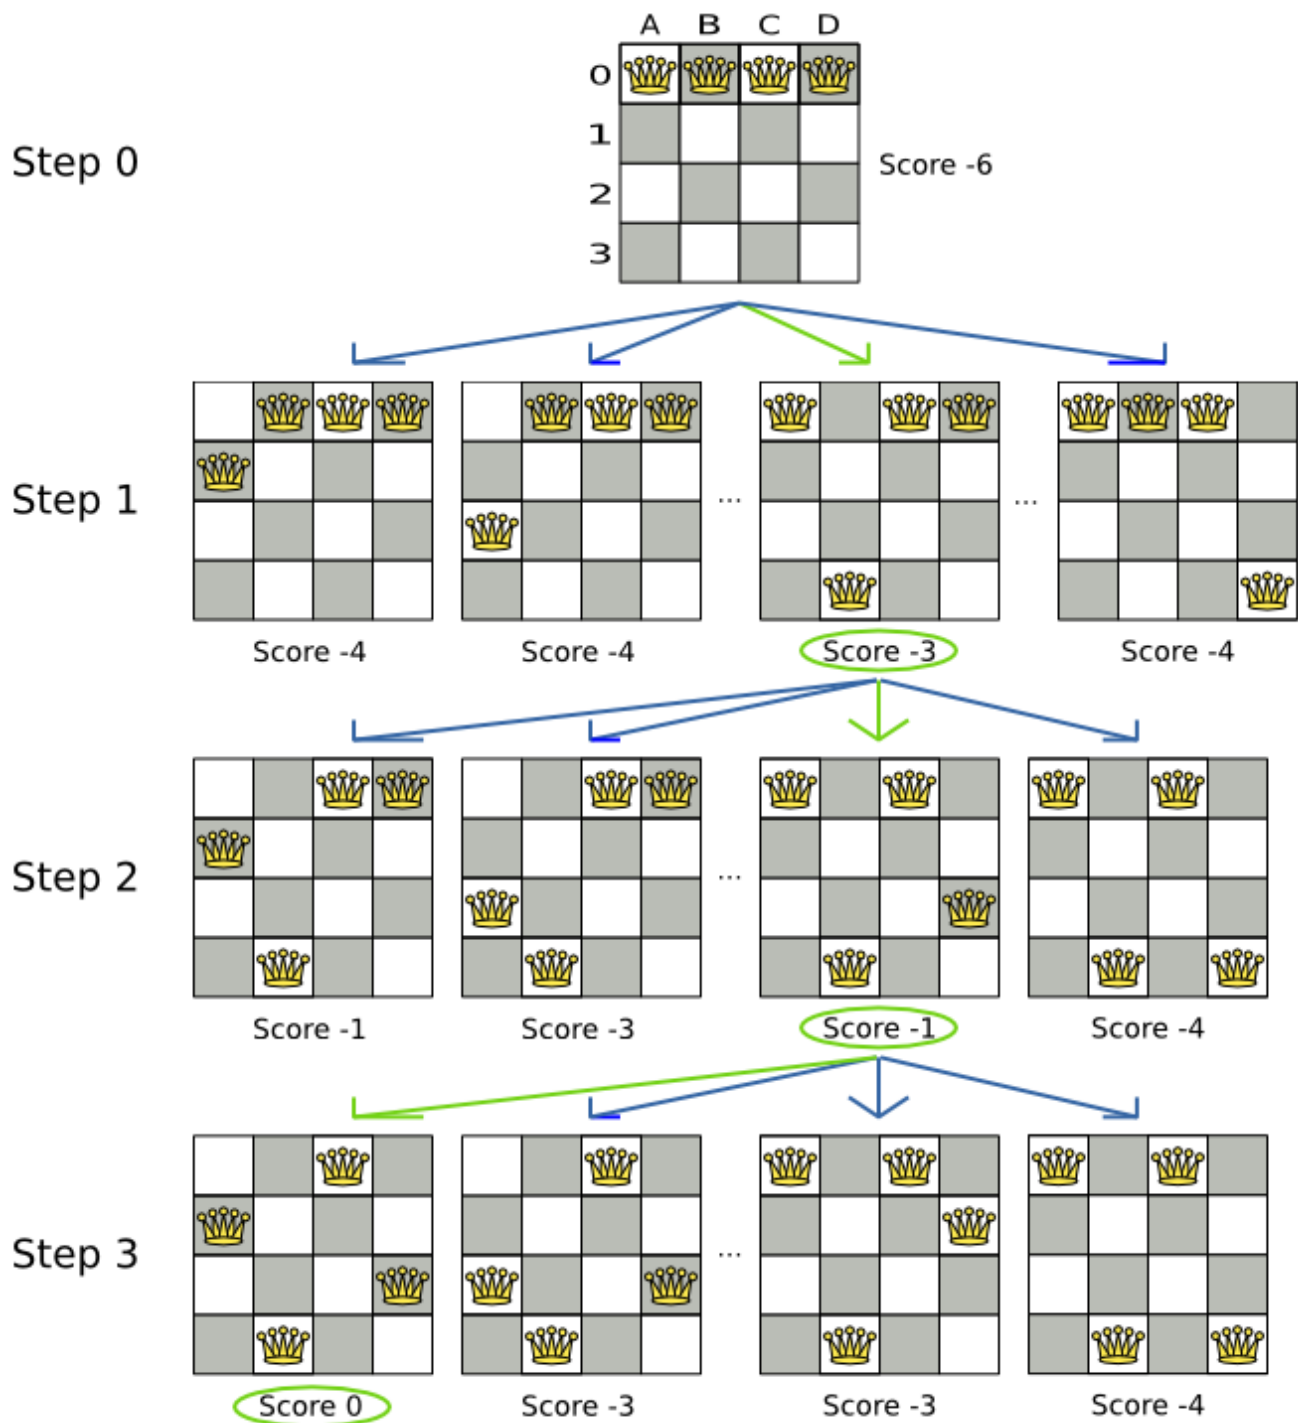 A B C D
0
1
2
3
Step 0
Score -6
Step 1
...
...
Score -4
Score -4
Score -3
Score -4
Step 2
...
Score -1
Score -3
Score -1
Score -4
Step 3
...
Score 0
Score -3
Score -3
Score -4